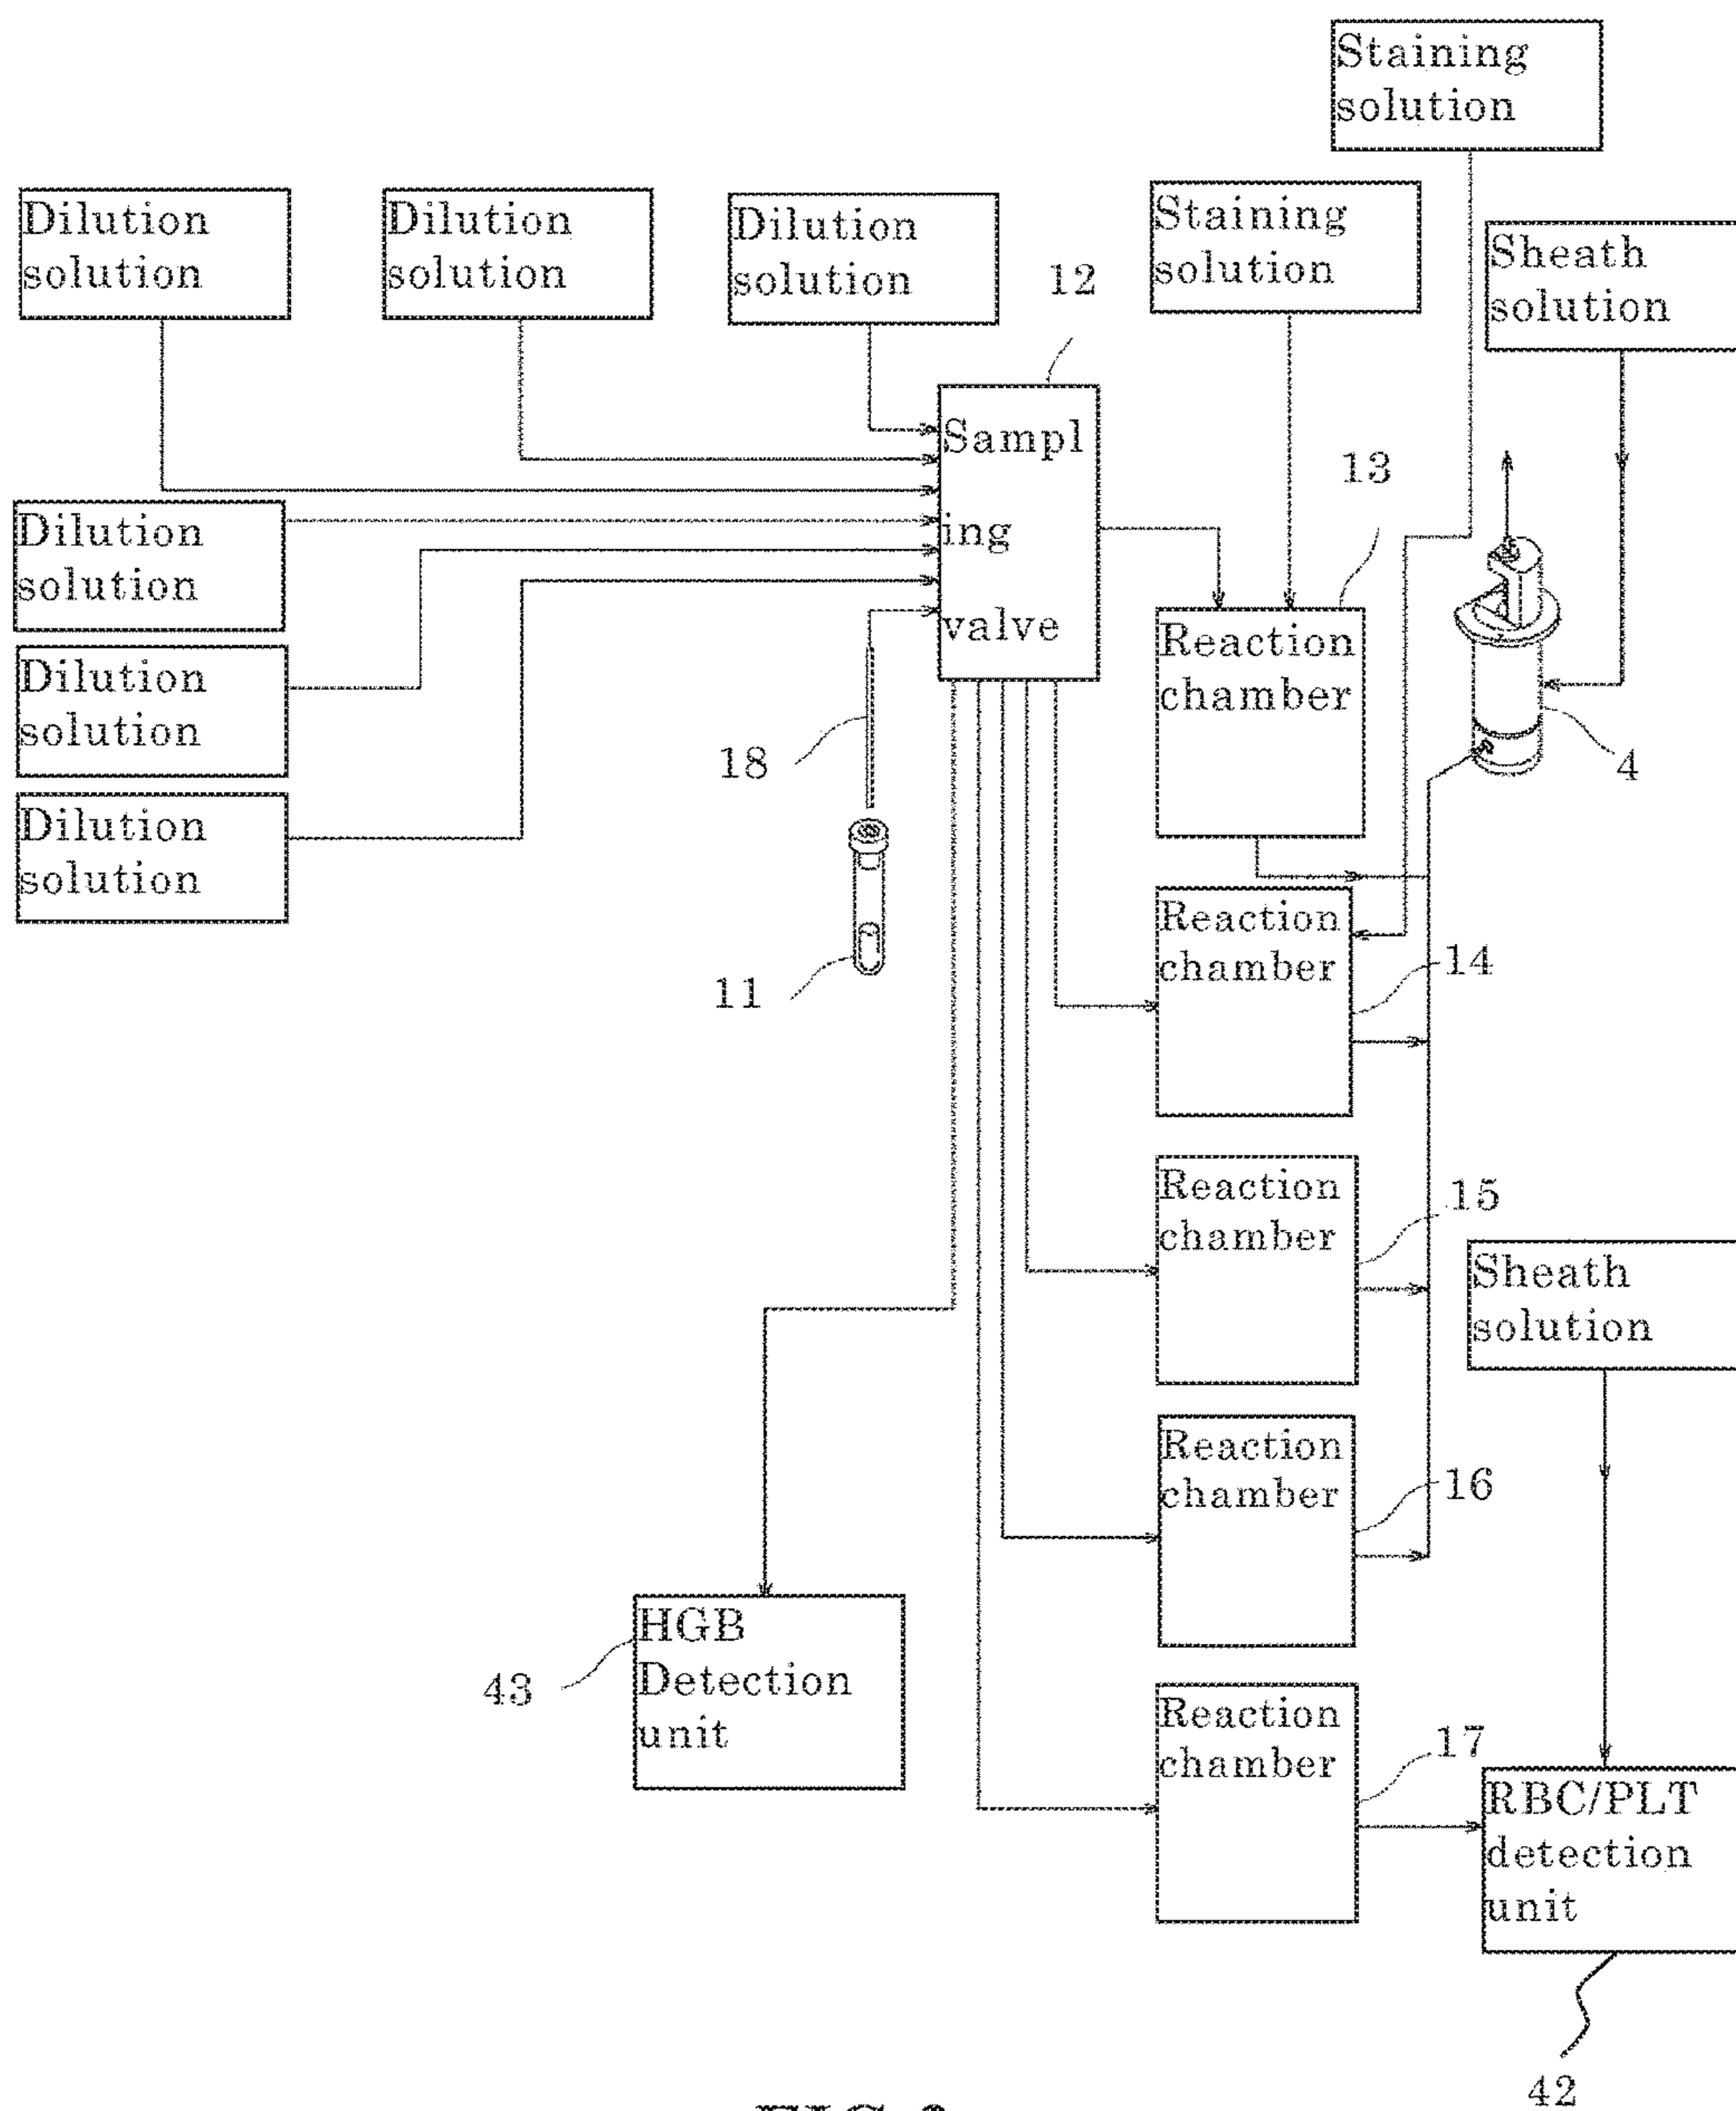 Staining
solution
Dilution
solution
Dilution
solution
Dilution
solution
Staining
solution
Sheath
solution
12
Sampl
ing
valve
13
Dilution
solution
Dilution
solution
Dilution
solution
18
11
4
Reaction
chamber
Reaction
chamber
14
Reaction
chamber
15
Sheath
solution
Reaction
chamber
16
HGB
Detection
unit
43
Reaction
chamber
17
RBC/PLT
detection
unit
42